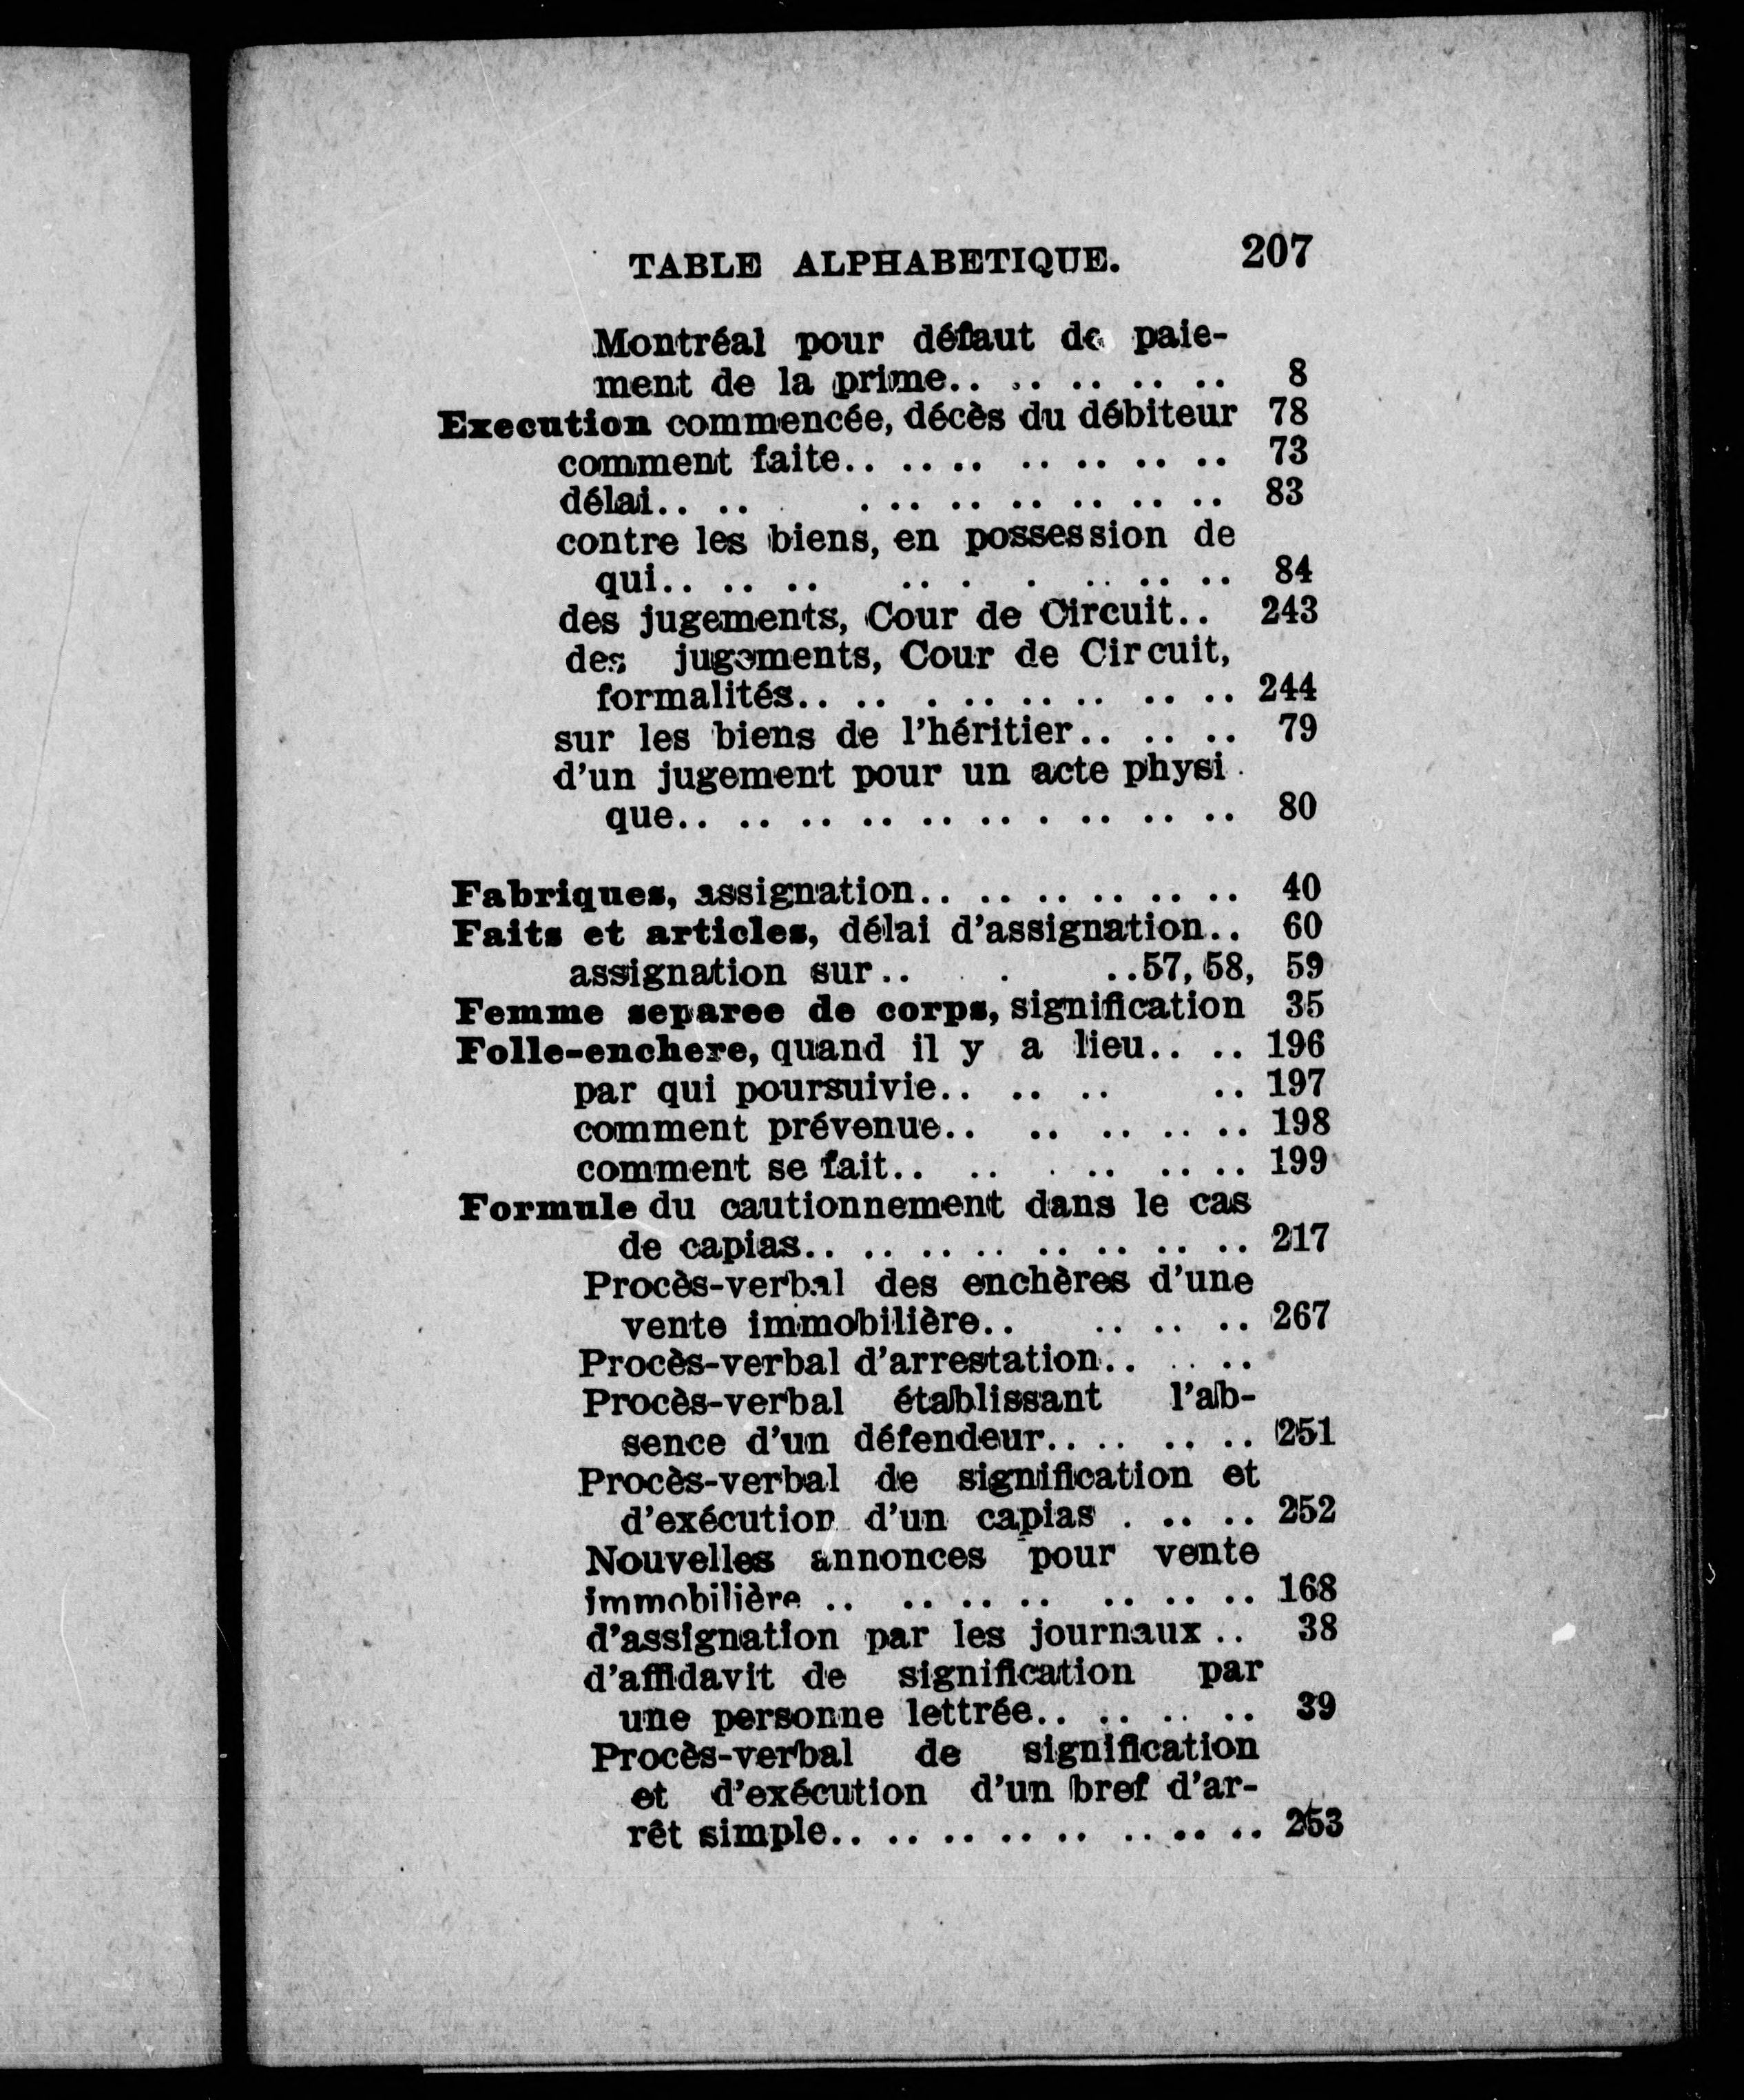 TABLE ALPHABETIQUE. 207
Montréal pour défaut de paie-
ment de la prime.. .. .. .. .. 8
Execution commencée, décès du débiteur 78
comment faite.. .. .. .. .. .. .. 73
délai.. .. . .. .. .. .. .. .. 83
contre les biens, en possession de
qui.. .. .. .. . . .. .. .. 84
des jugements, Cour de Circuit.. 243
des jugements, Cour de Circuit,
formalités.. .. . .. .. .. .. .. 244
sur les biens de l'héritier.. .. .. 79
d'un jugement pour un acte physi.
que.. .. .. .. .. .. . .. .. .. 80
Fabriques, assignation.. .. .. .. .. .. 40
Faits et articles, délai d'assignation.. 60
assignation sur.. . ..57, 58, 59
Femme separee de corps, signification 35
Folle-enchere, quand il y a lieu.. .. 196
par qui poursuivie.. .. .. .. 197
comment prévenue.. .. .. .. .. 198
comment se fait.. .. . .. .. .. 199
Formule du cautionnement dans le cas
de capias.. .. .. .. .. .. .. .. 217
Procès-verbal des enchères d'une
vente immobilière.. .. .. .. 267
Procès-verbal d'arrestation.. .. ..
Procès-verbal établissant l'ab-
sence d'un défendeur.. .. .. .. 251
Procès-verbal de signification et
d'exécution d'un capias . .. .. 252
Nouvelles annonces pour vente
immobilière .. .. .. .. .. .. .. 168
d'assignation par les journaux .. 38
d'affidavit de signification par
une personne lettrée.. .. .. .. 39
Procès-verbal de signification
et d'exécution d'un bref d'ar-
rêt simple.. .. .. .. .. .. .. .. 253